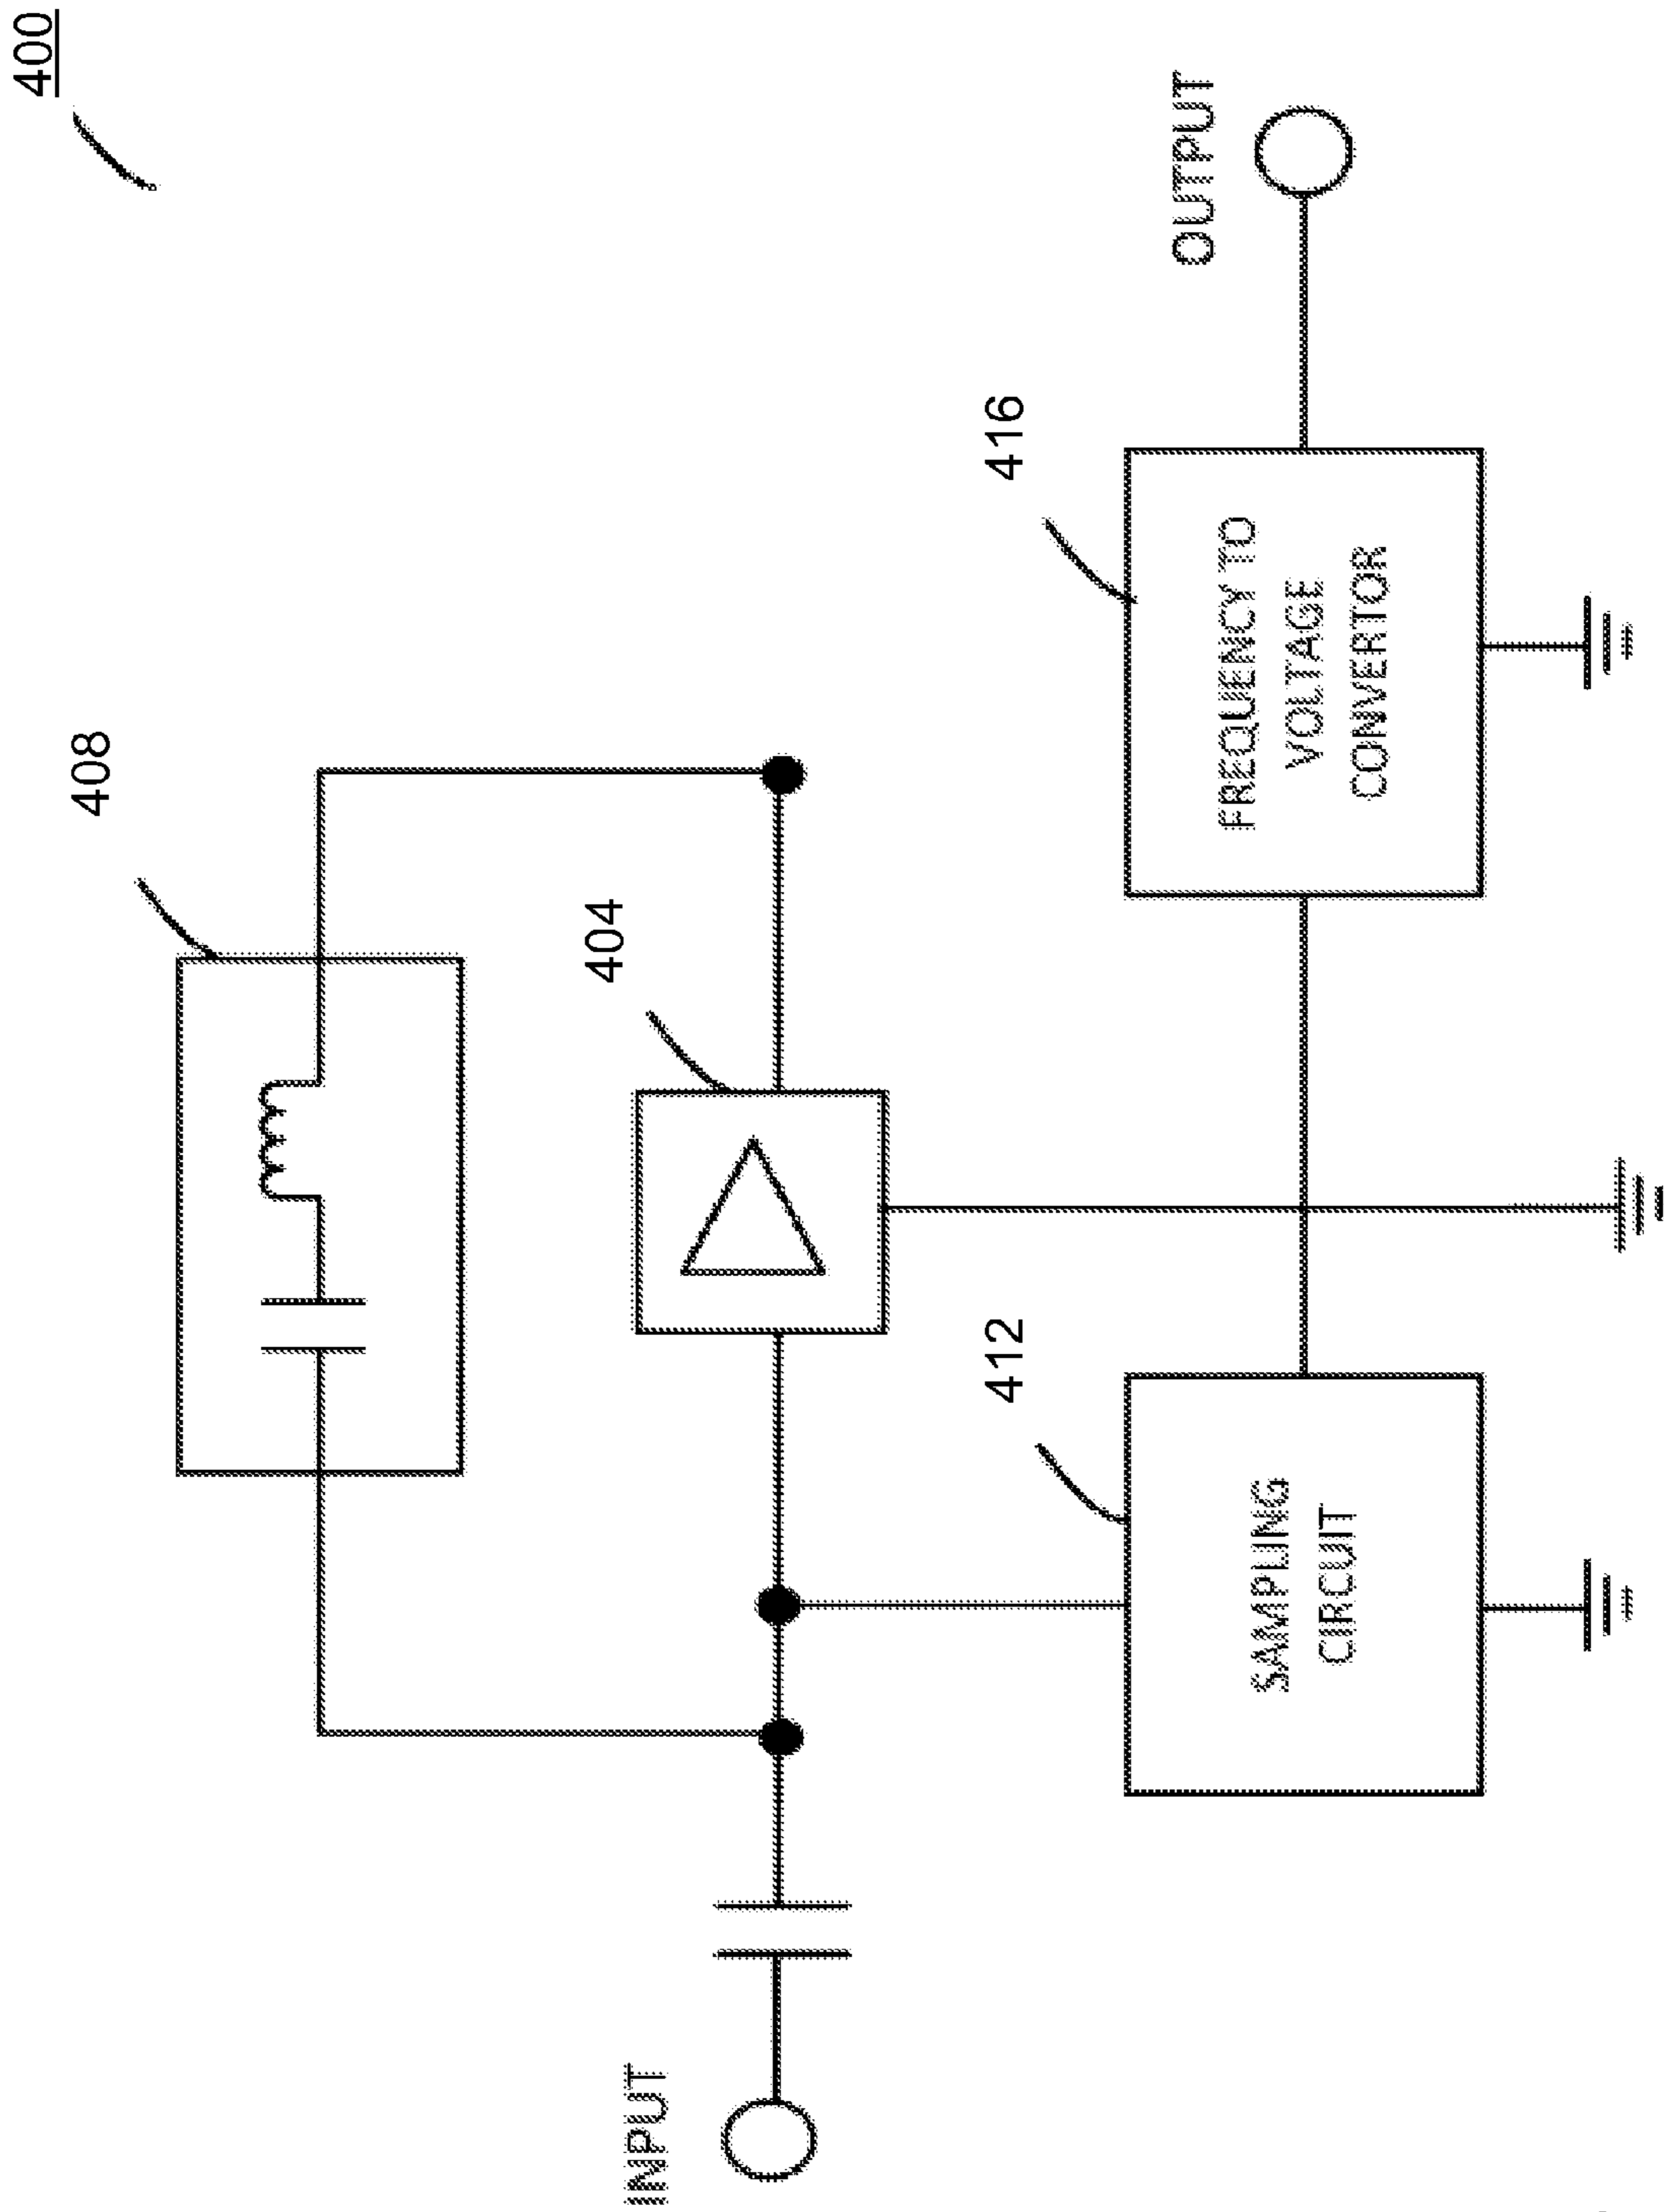 400
408
404
INPUT
412
SAMPLING
CIRCUIT
416
FREQUENCY TO
VOLTAGE
CONVERTOR
OUTPUT